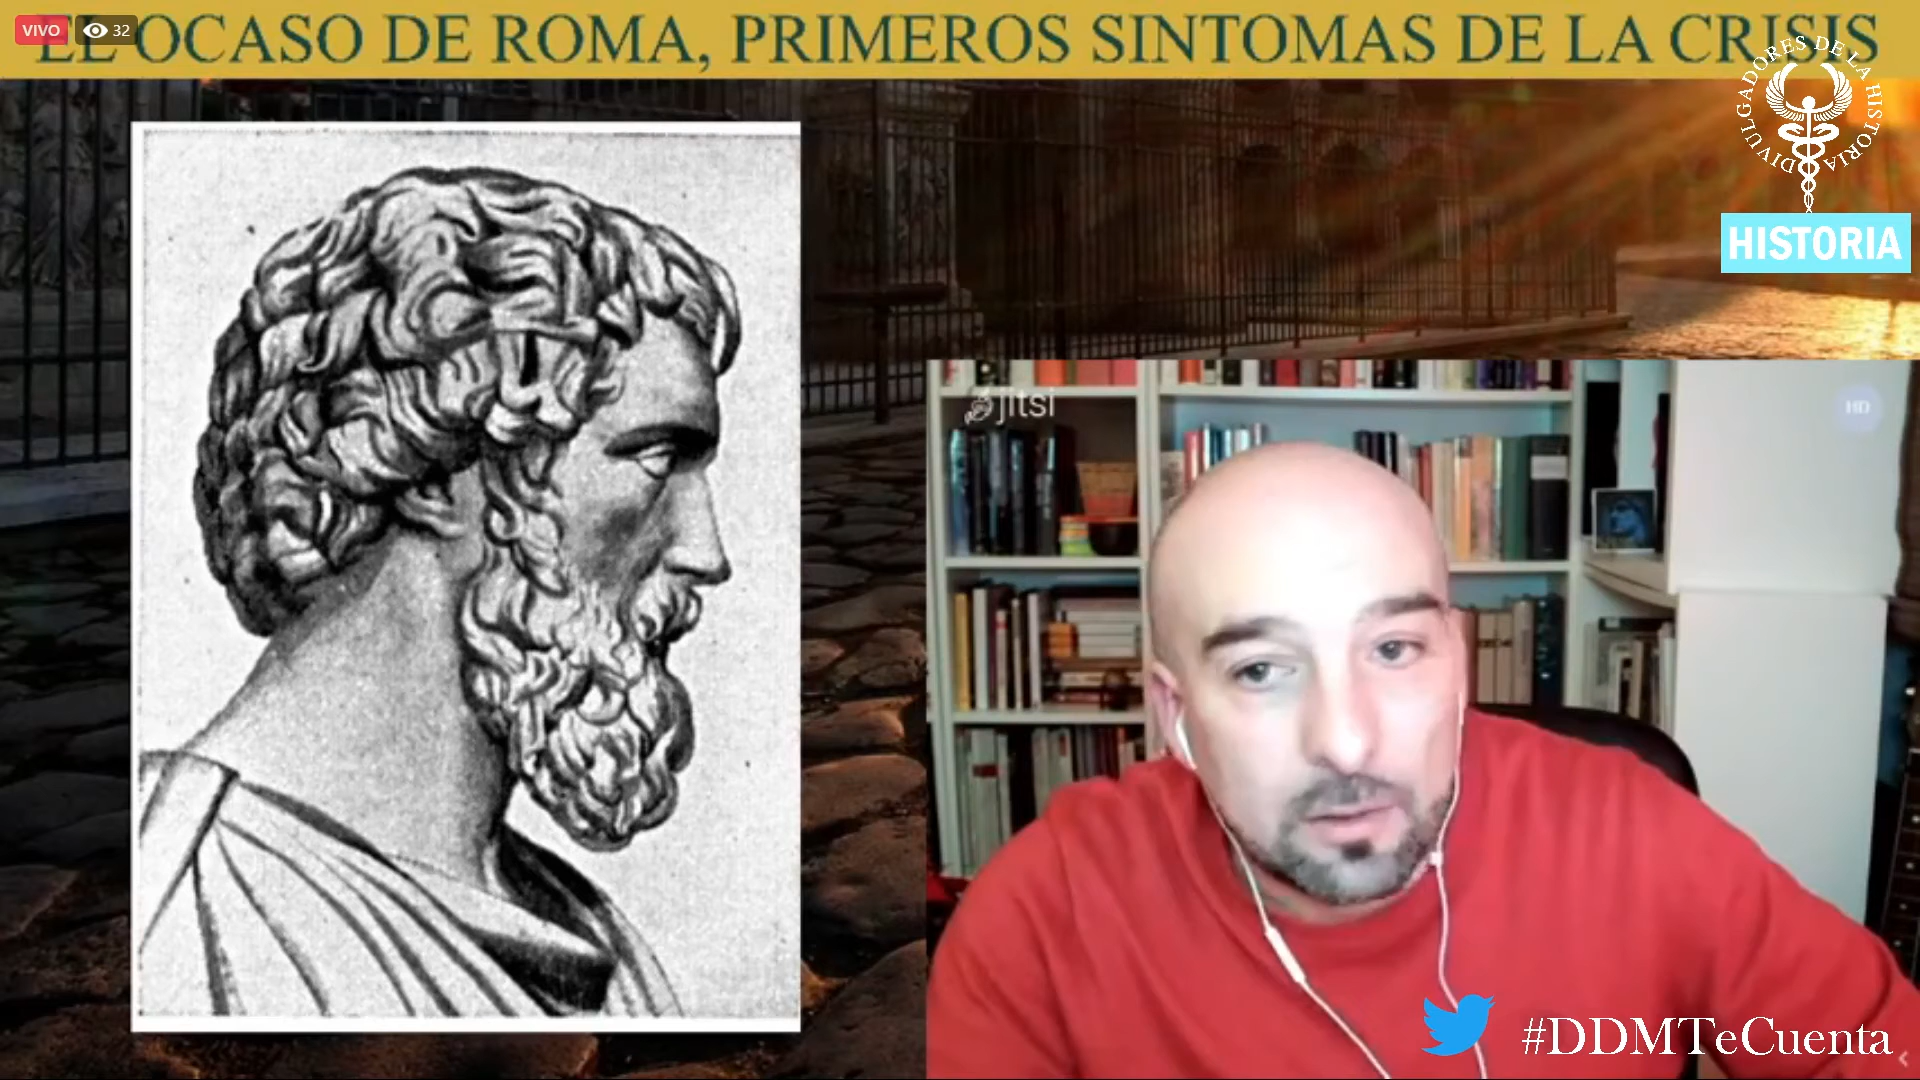 EL OCASO DE ROMA, PRIMEROS SINTOMAS DE LA CRISIS
VIVO 32
DIVULGADORES DE LA HISTORIA
HISTORIA
jitsi
HD
#DDMTeCuenta